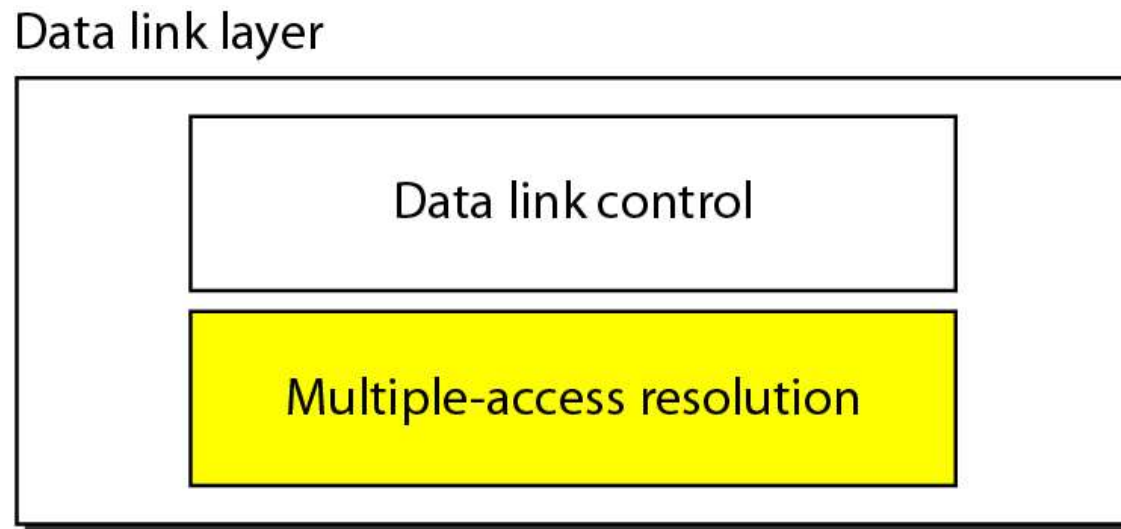 Data link layer
Data link control
Multiple-access resolution